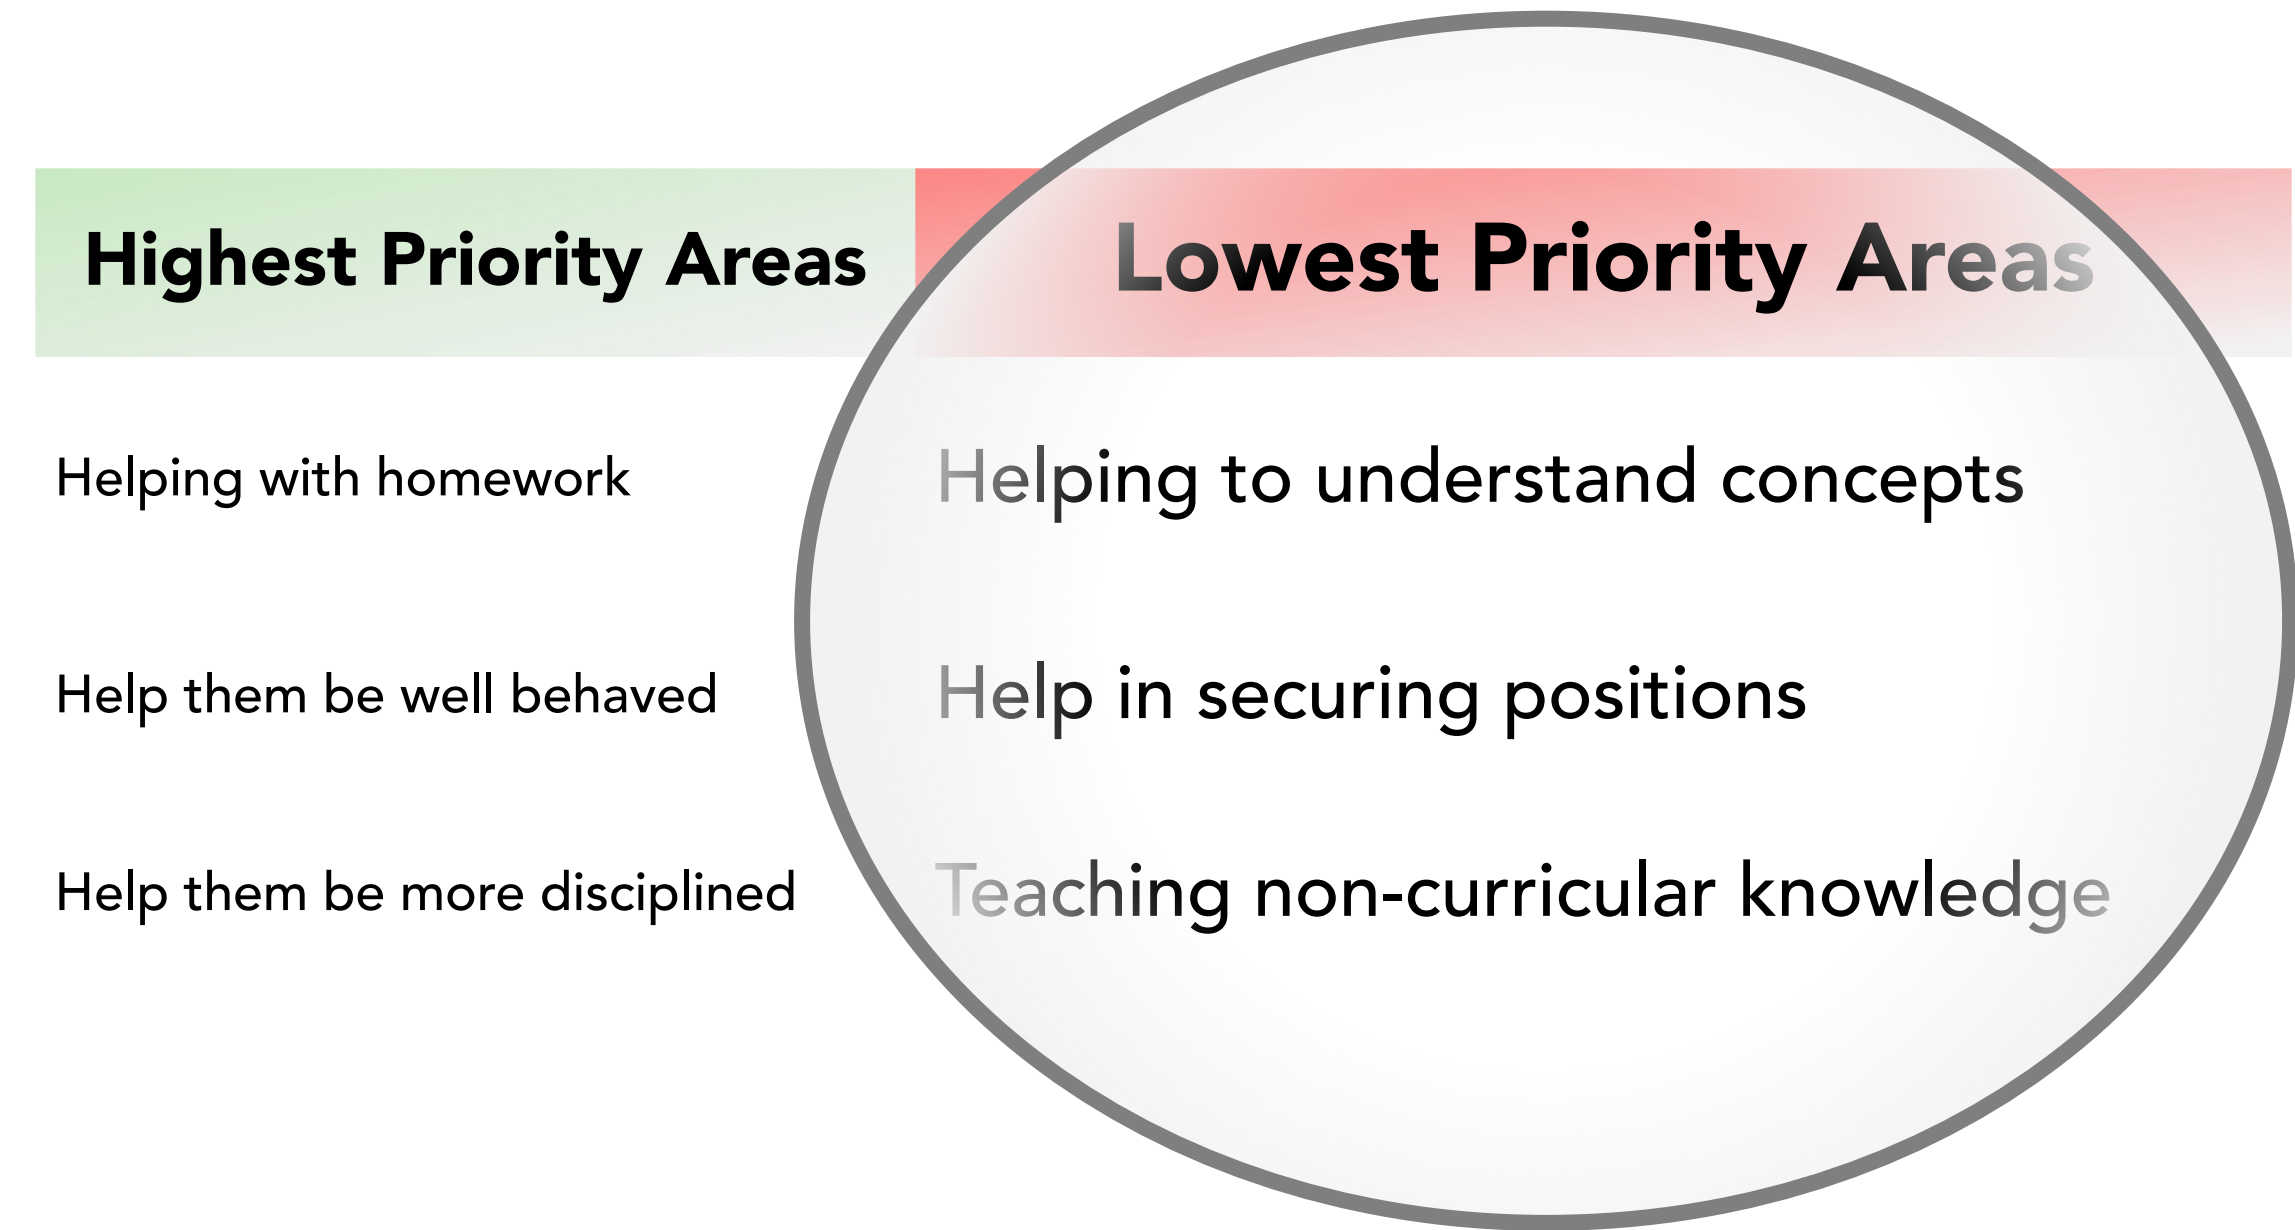 Highest Priority Areas
Lowest Priority Areas
Helping with homework
Helping to understand concepts
Help them be well behaved
Help in securing positions
Help them be more disciplined
Teaching non-curricular knowledge